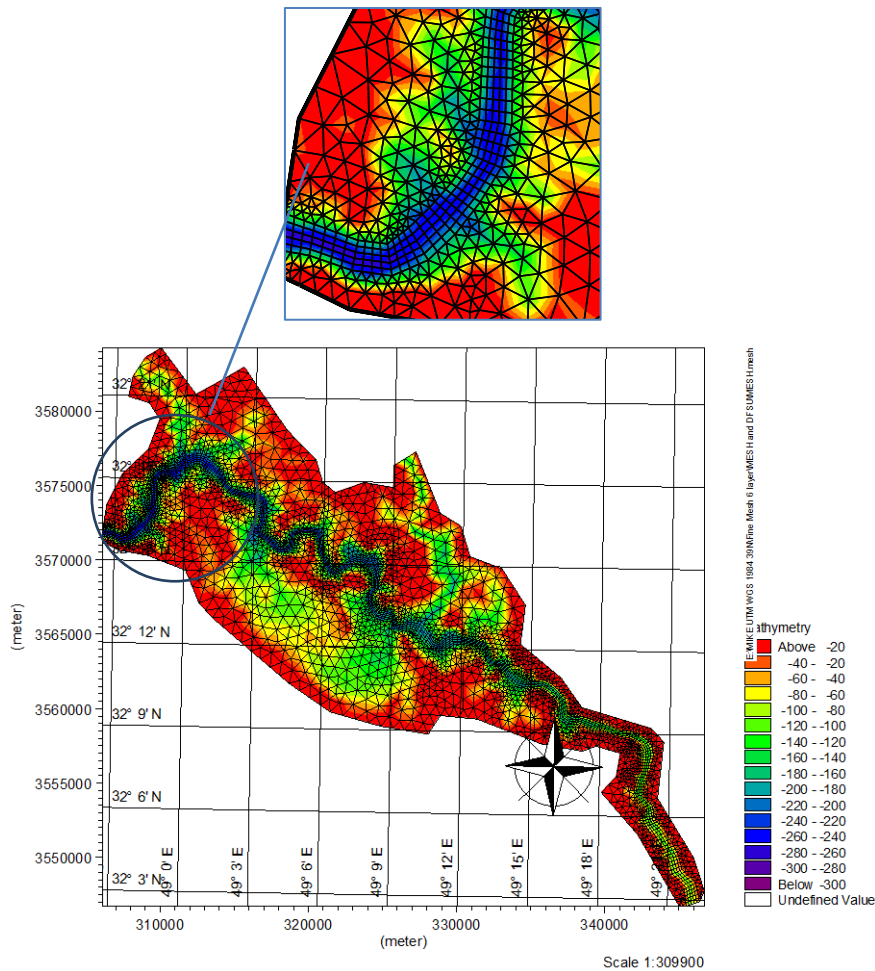 3580000
3575000
3570000
3565000
3560000
3555000
3550000
(meter)
32° 12' N
32° 9' N
32° 6' N
32° 3' N
49° 0' E
49° 3' E
49° 6' E
49° 9' E
49° 12' E
49° 15' E
49° 18' E
310000
320000
330000
340000
(meter)
Scale 1:309900
athymetry
Above -20
-40 - -20
-60 - -40
-80 - -60
-100 - -80
-120 - -100
-140 - -120
-160 - -140
-180 - -160
-200 - -180
-220 - -200
-240 - -220
-260 - -240
-280 - -260
-300 - -280
Below -300
Undefined Value